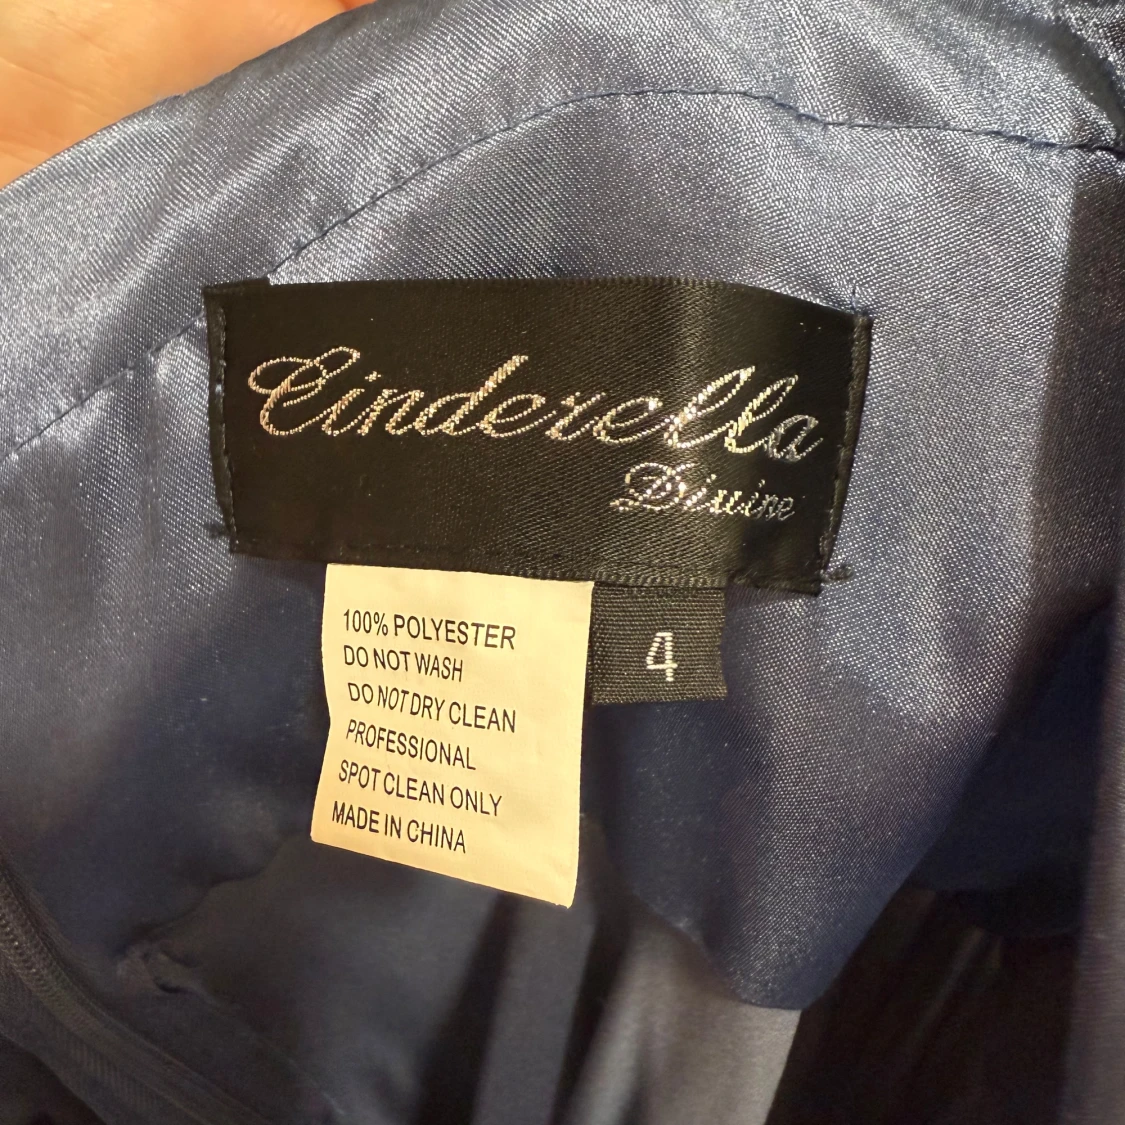 Cinderella
Divine
100% POLYESTER
DO NOT WASH
DO NOT DRY CLEAN
PROFESSIONAL
SPOT CLEAN ONLY
MADE IN CHINA
4